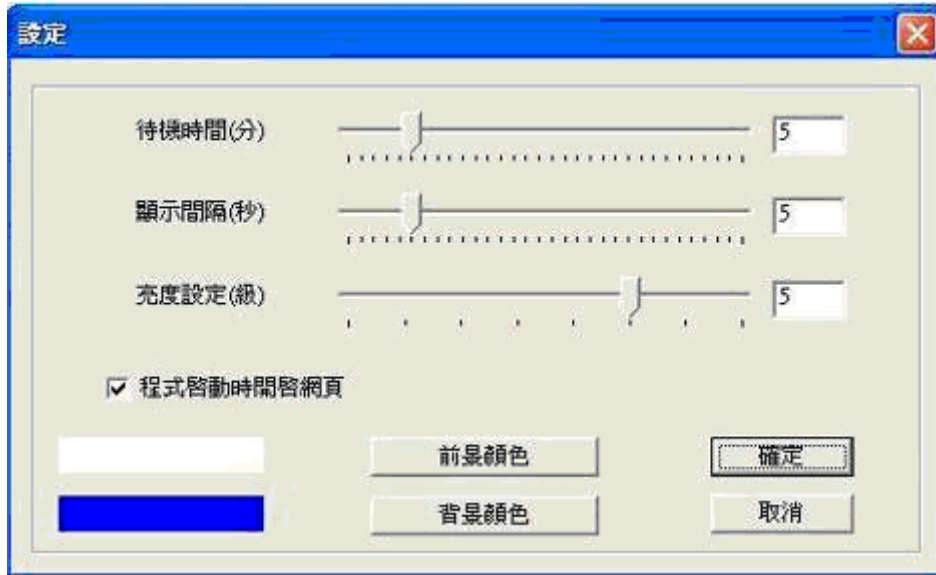 設定
待機時間(分) 5
顯示間隔(秒) 5
亮度設定(級) 5
程式啓動時開啓網頁
前景顏色 確定
背景顏色 取消